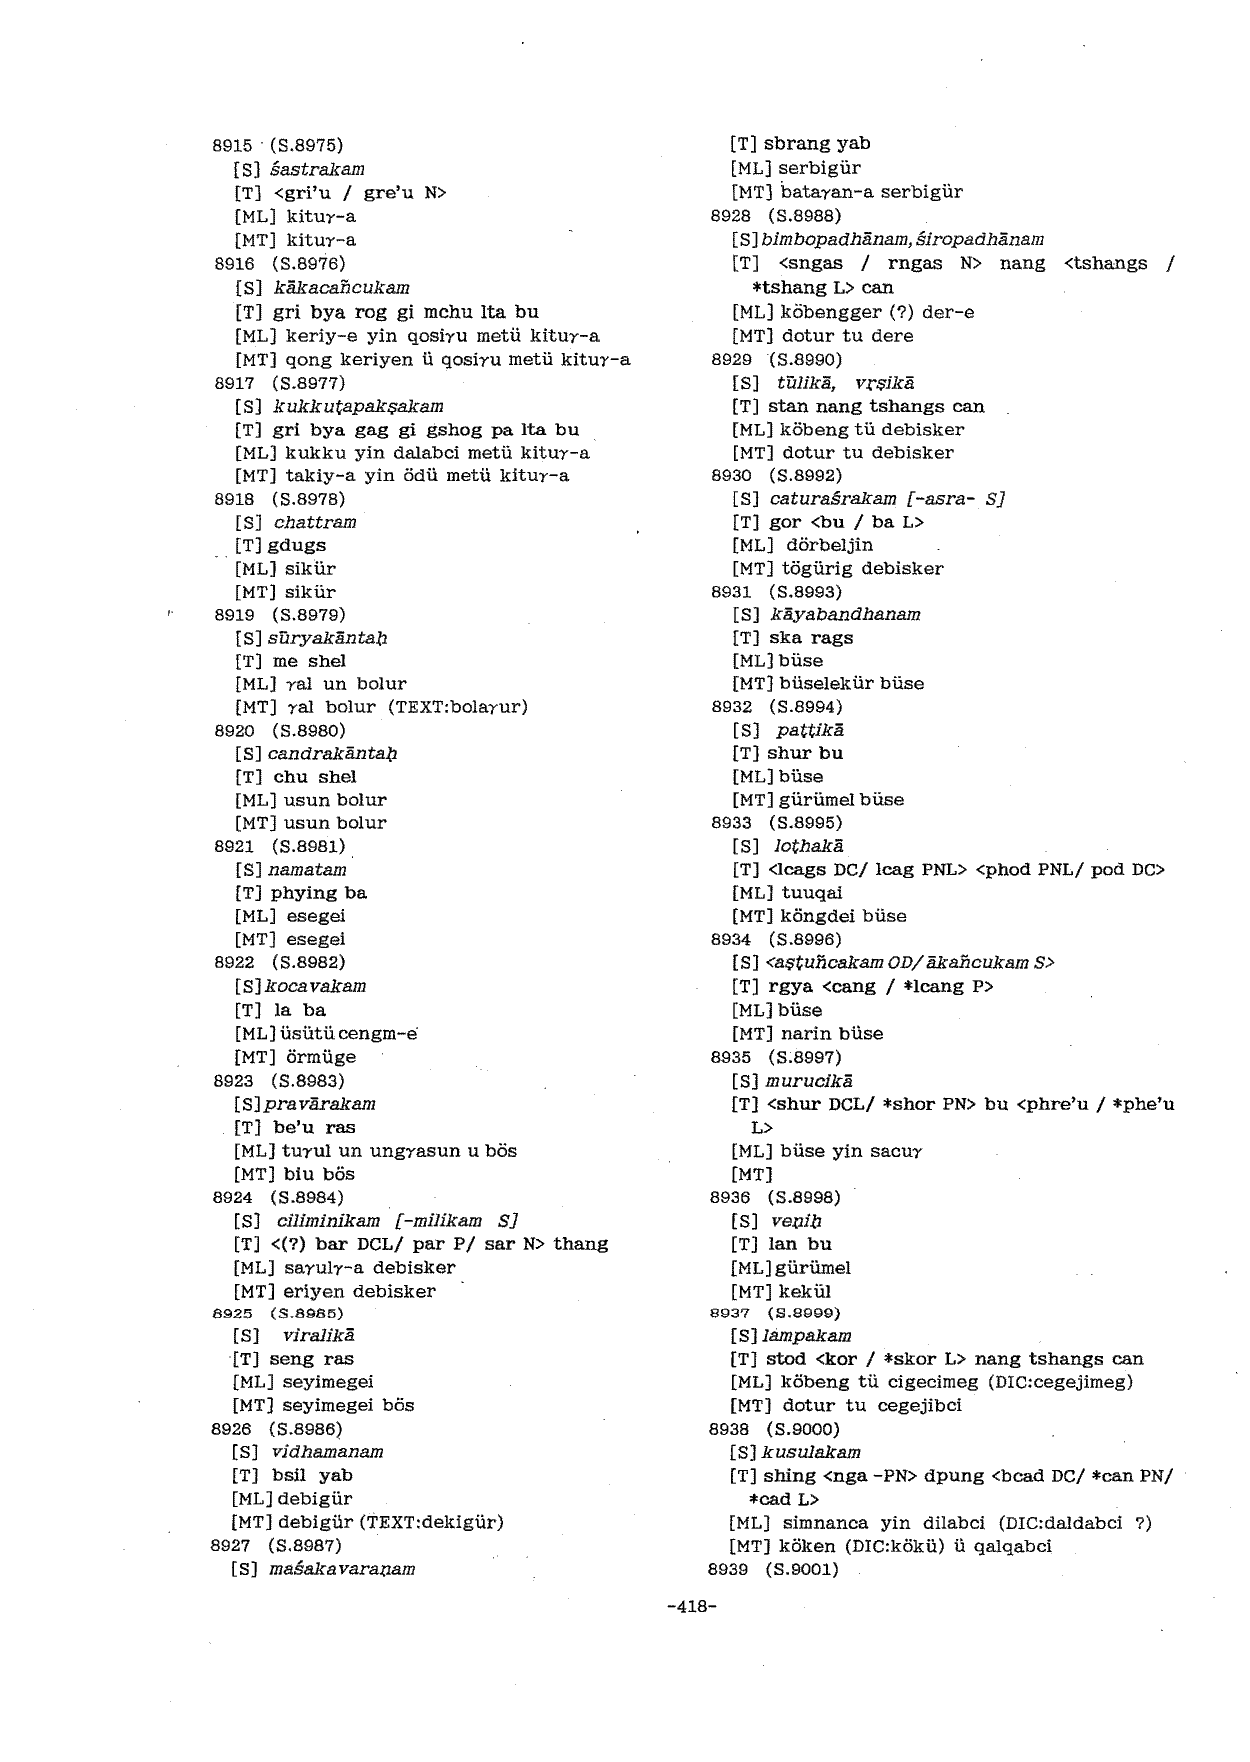 8915 (S.8975)
[S] śastrakam
[T] <gri'u / gre'u N>
[ML] kituγ-a
[MT] kituγ-a
8916 (S.8976)
[S] kākacañcukam
[T] gri bya rog gi mchu lta bu
[ML] keriy-e yin qosiγu metü kituγ-a
[MT] qong keriyen ü qosiγu metü kituγ-a
8917 (S.8977)
[S] kukkuṭapakṣakam
[T] gri bya gag gi gshog pa lta bu
[ML] kukku yin dalabci metü kituγ-a
[MT] takiy-a yin ödü metü kituγ-a
8918 (S.8978)
[S] chattram
[T] gdugs
[ML] sikür
[MT] sikür
8919 (S.8979)
[S] sūryakāntaḥ
[T] me shel
[ML] γal un bolur
[MT] γal bolur (TEXT:bolaγur)
8920 (S.8980)
[S] candrakāntaḥ
[T] chu shel
[ML] usun bolur
[MT] usun bolur
8921 (S.8981)
[S] namatam
[T] phying ba
[ML] esegei
[MT] esegei
8922 (S.8982)
[S] kocavakam
[T] la ba
[ML] üsütü cengm-e
[MT] örmüge
8923 (S.8983)
[S] pravārakam
[T] be'u ras
[ML] tuγul un ungγasun u bös
[MT] biu bös
8924 (S.8984)
[S] ciliminikam [-milikam S]
[T] <(?) bar DCL/ par P/ sar N> thang
[ML] saγulγ-a debisker
[MT] eriyen debisker
8925 (S.8985)
[S] viralikā
[T] seng ras
[ML] seyimegei
[MT] seyimegei bös
8926 (S.8986)
[S] vidhamanam
[T] bsil yab
[ML] debigür
[MT] debigür (TEXT:dekigür)
8927 (S.8987)
[S] maśakavaraṇam
[T] sbrang yab
[ML] serbigür
[MT] bataγan-a serbigür
8928 (S.8988)
[S] bimbopadhānam, śiropadhānam
[T] <sngas / rngas N> nang <tshangs /
*tshang L> can
[ML] köbengger (?) der-e
[MT] dotur tu dere
8929 (S.8990)
[S] tūlikā, vṛṣikā
[T] stan nang tshangs can
[ML] köbeng tü debisker
[MT] dotur tu debisker
8930 (S.8992)
[S] caturaśrakam [-asra- S]
[T] gor <bu / ba L>
[ML] dörbeljin
[MT] tögürig debisker
8931 (S.8993)
[S] kāyabandhanam
[T] ska rags
[ML] büse
[MT] büselekür büse
8932 (S.8994)
[S] paṭṭikā
[T] shur bu
[ML] büse
[MT] gürümel büse
8933 (S.8995)
[S] loṭhakā
[T] <lcags DC/ lcag PNL> <phod PNL/ pod DC>
[ML] tuuqai
[MT] köngdei büse
8934 (S.8996)
[S] <aṣṭuñcakam OD/ ākañcukam S>
[T] rgya <cang / *lcang P>
[ML] büse
[MT] narin büse
8935 (S.8997)
[S] murucikā
[T] <shur DCL/ *shor PN> bu <phre'u / *phe'u
L>
[ML] büse yin sacuγ
[MT]
8936 (S.8998)
[S] veṇiḥ
[T] lan bu
[ML] gürümel
[MT] kekül
8937 (S.8999)
[S] lampakam
[T] stod <kor / *skor L> nang tshangs can
[ML] köbeng tü cigecimeg (DIC:cegejimeg)
[MT] dotur tu cegejibci
8938 (S.9000)
[S] kusulakam
[T] shing <nga -PN> dpung <bcad DC/ *can PN/
*cad L>
[ML] simnanca yin dilabci (DIC:daldabci ?)
[MT] köken (DIC:kökü) ü qalqabci
8939 (S.9001)
-418-